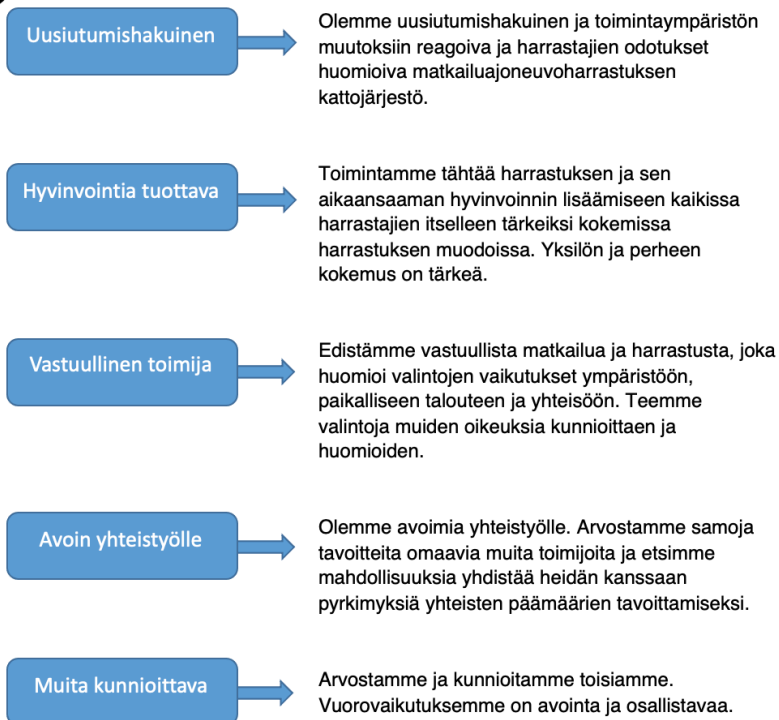 Uusiutumishakuinen
Olemme uusiutumishakuinen ja toimintaympäristön
muutoksiin reagoiva ja harrastajien odotukset
huomioiva matkailuajoneuvoharrastuksen
kattojärjestö.
Hyvinvointia tuottava
Toimintamme tähtää harrastuksen ja sen
aikaansaaman hyvinvoinnin lisäämiseen kaikissa
harrastajien itselleen tärkeiksi kokemissa
harrastuksen muodoissa. Yksilön ja perheen
kokemus on tärkeä.
Vastuullinen toimija
Edistämme vastuullista matkailua ja harrastusta, joka
huomioi valintojen vaikutukset ympäristöön,
paikalliseen talouteen ja yhteisöön. Teemme
valintoja muiden oikeuksia kunnioittaen ja
huomioiden.
Avoin yhteistyölle
Olemme avoimia yhteistyölle. Arvostamme samoja
tavoitteita omaavia muita toimijoita ja etsimme
mahdollisuuksia yhdistää heidän kanssaan
pyrkimyksiä yhteisten päämäärien tavoittamiseksi.
Muita kunnioittava
Arvostamme ja kunnioitamme toisiamme.
Vuorovaikutuksemme on avointa ja osallistavaa.